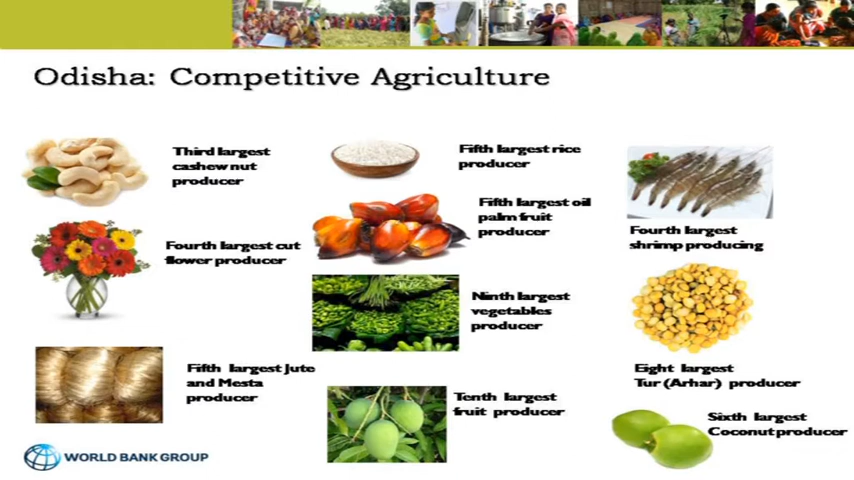 Odisha: Competitive Agriculture
Third largest
cashew nut
producer
Fifth largest rice
producer
Fourth largest
shrimp producing
Fourth largest cut
flower producer
Fifth largest oil
palm fruit
producer
Ninth largest
vegetables
producer
Eight largest
Tur (Arhar) producer
Fifth largest Jute
and Mesta
producer
Tenth largest
fruit producer
Sixth largest
Coconut producer
WORLD BANK GROUP